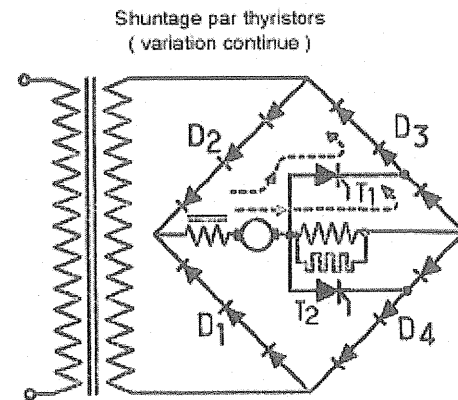 Shuntage par thyristors
( variation continue )
D2
D3
T1
D1
T2
D4